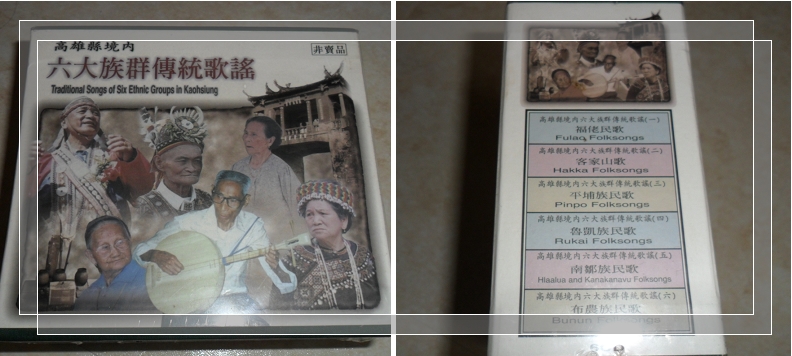 高雄縣境內
非賣品
六大族群傳統歌謠
Traditional Songs of Six Ethnic Groups in Kaohsiung
高雄縣境內六大族群傳統歌謠(一)
福佬民歌
Fulao Folksongs
高雄縣境內六大族群傳統歌謠(二)
客家山歌
Hakka Folksongs
高雄縣境內六大族群傳統歌謠(三)
平埔族民歌
Pinpo Folksongs
高雄縣境內六大族群傳統歌謠(四)
魯凱族民歌
Rukai Folksongs
高雄縣境內六大族群傳統歌謠(五)
南鄒族民歌
Hlaalua and Kanakanavu Folksongs
高雄縣境內六大族群傳統歌謠(六)
布農族民歌
Bunun Folksongs